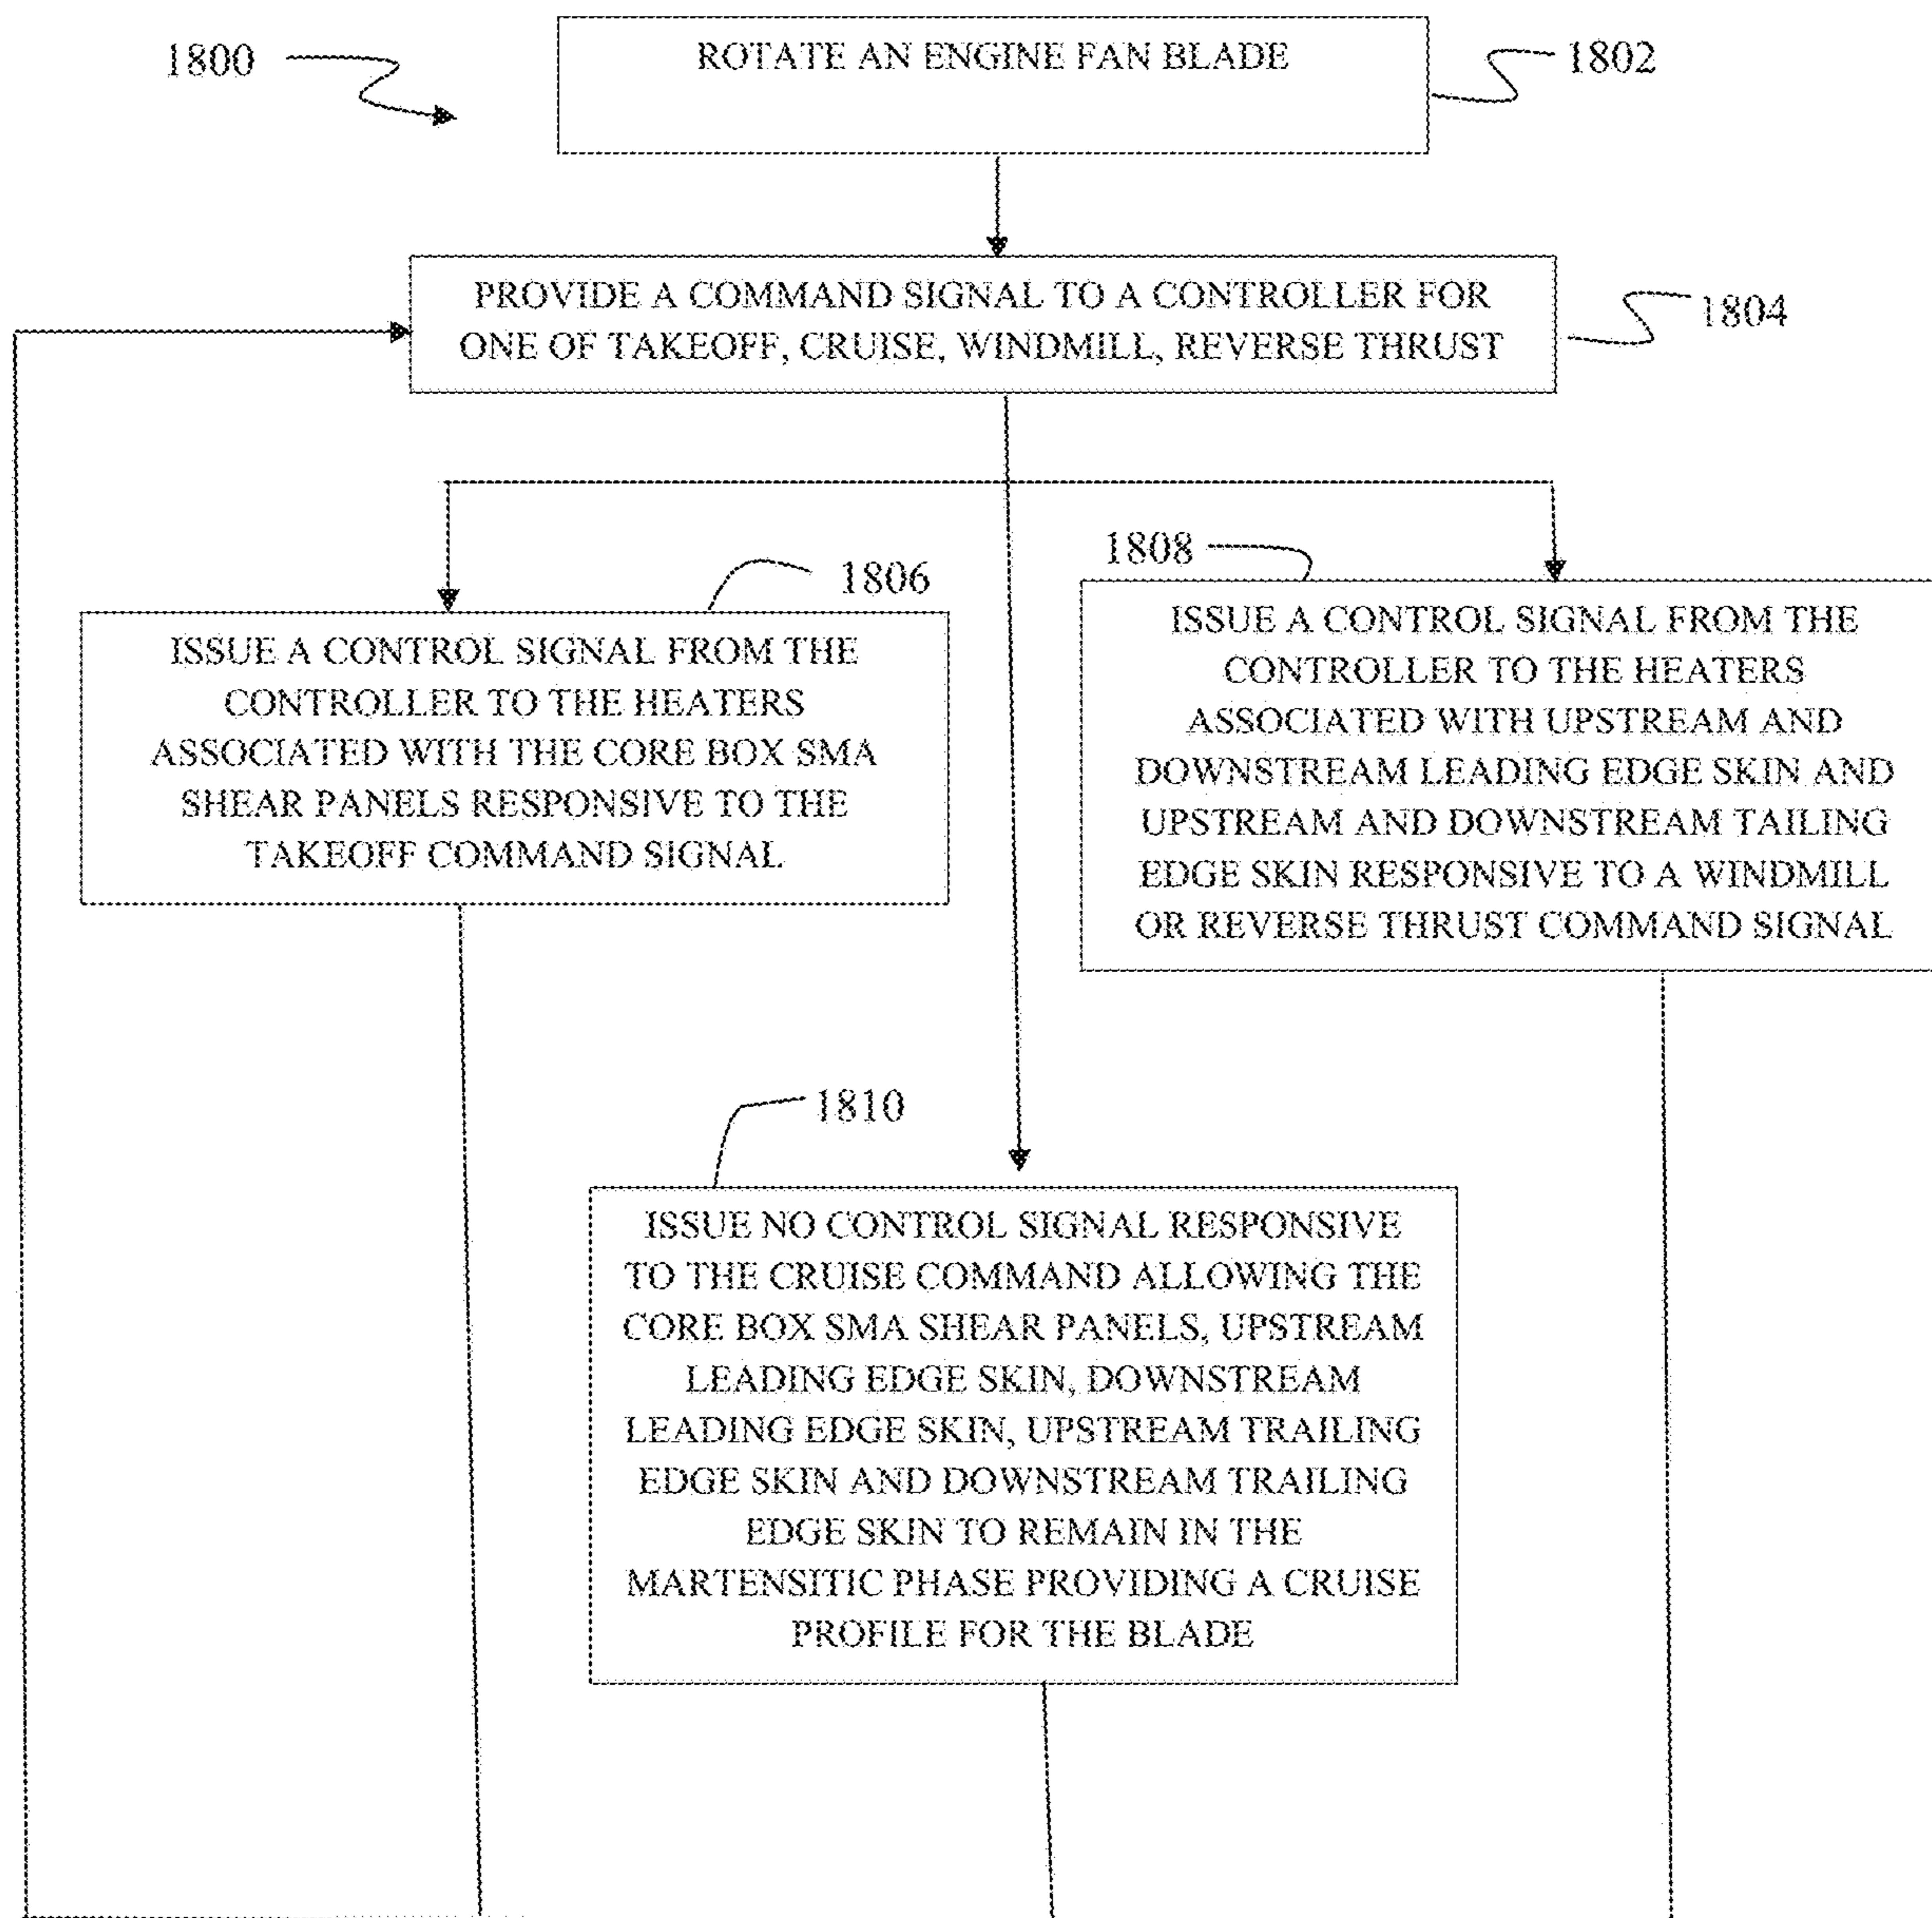 1800
ROTATE AN ENGINE FAN BLADE
1802
PROVIDE A COMMAND SIGNAL TO A CONTROLLER FOR
ONE OF TAKEOFF, CRUISE, WINDMILL, REVERSE THRUST
1804
1806
ISSUE A CONTROL SIGNAL FROM THE
CONTROLLER TO THE HEATERS
ASSOCIATED WITH THE CORE BOX SMA
SHEAR PANELS RESPONSIVE TO THE
TAKEOFF COMMAND SIGNAL
1808
ISSUE A CONTROL SIGNAL FROM THE
CONTROLLER TO THE HEATERS
ASSOCIATED WITH UPSTREAM AND
DOWNSTREAM LEADING EDGE SKIN AND
UPSTREAM AND DOWNSTREAM TAILING
EDGE SKIN RESPONSIVE TO A WINDMILL
OR REVERSE THRUST COMMAND SIGNAL
1810
ISSUE NO CONTROL SIGNAL RESPONSIVE
TO THE CRUISE COMMAND ALLOWING THE
CORE BOX SMA SHEAR PANELS, UPSTREAM
LEADING EDGE SKIN, DOWNSTREAM
LEADING EDGE SKIN, UPSTREAM TRAILING
EDGE SKIN AND DOWNSTREAM TRAILING
EDGE SKIN TO REMAIN IN THE
MARTENSITIC PHASE PROVIDING A CRUISE
PROFILE FOR THE BLADE